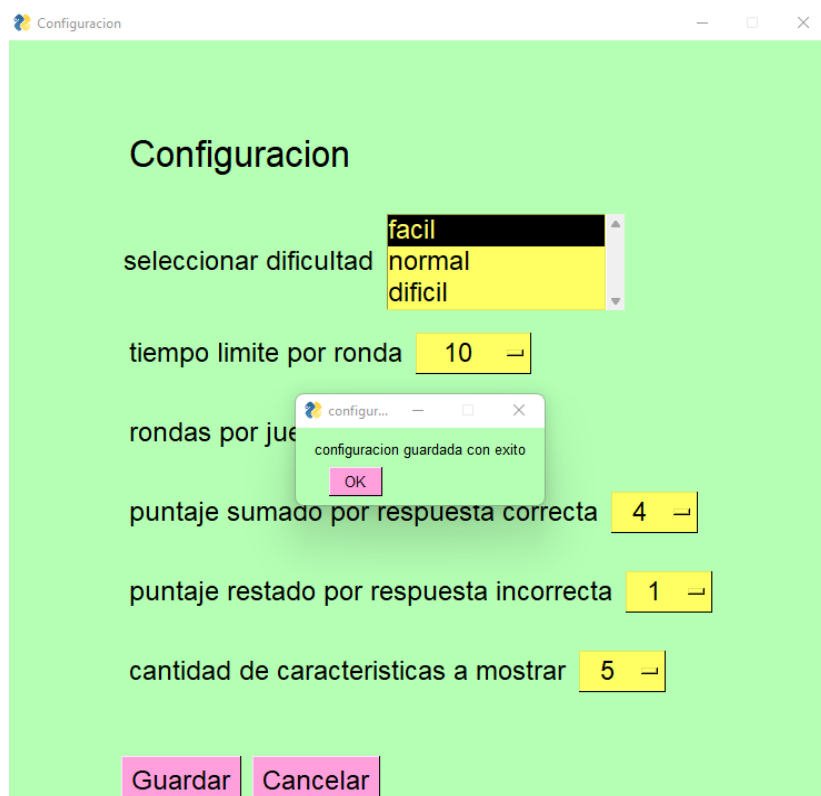 Configuracion
Configuracion
seleccionar dificultad
facil
normal
dificil
tiempo limite por ronda 10
configur...
rondas por
configuracion guardada con exito
OK
puntaje sumado por respuesta correcta 4
puntaje restado por respuesta incorrecta 1
cantidad de caracteristicas a mostrar 5
Guardar Cancelar